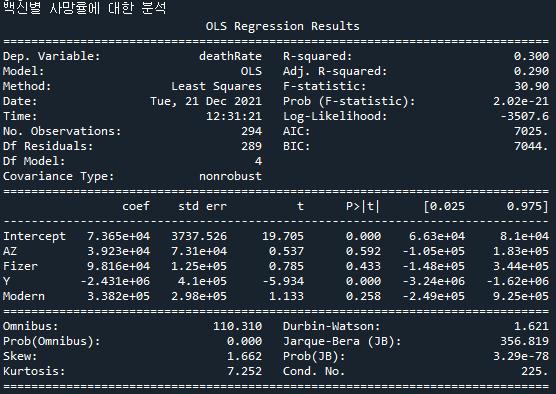 백신별 사망률에 대한 분석
OLS Regression Results
==============================================================================
Dep. Variable: deathRate R-squared: 0.300
Model: OLS Adj. R-squared: 0.290
Method: Least Squares F-statistic: 30.90
Date: Tue, 21 Dec 2021 Prob (F-statistic): 2.02e-21
Time: 12:31:21 Log-Likelihood: -3507.6
No. Observations: 294 AIC: 7025.
Df Residuals: 289 BIC: 7044.
Df Model: 4
Covariance Type: nonrobust
==============================================================================
coef std err t P>|t| [0.025 0.975]
------------------------------------------------------------------------------
Intercept 7.365e+04 3737.526 19.705 0.000 6.63e+04 8.1e+04
AZ 3.923e+04 7.31e+04 0.537 0.592 -1.05e+05 1.83e+05
Fizer 9.816e+04 1.25e+05 0.785 0.433 -1.48e+05 3.44e+05
Y -2.431e+06 4.1e+05 -5.934 0.000 -3.24e+06 -1.62e+06
Modern 3.382e+05 2.98e+05 1.133 0.258 -2.49e+05 9.25e+05
==============================================================================
Omnibus: 110.310 Durbin-Watson: 1.621
Prob(Omnibus): 0.000 Jarque-Bera (JB): 356.819
Skew: 1.662 Prob(JB): 3.29e-78
Kurtosis: 7.252 Cond. No. 225.
==============================================================================